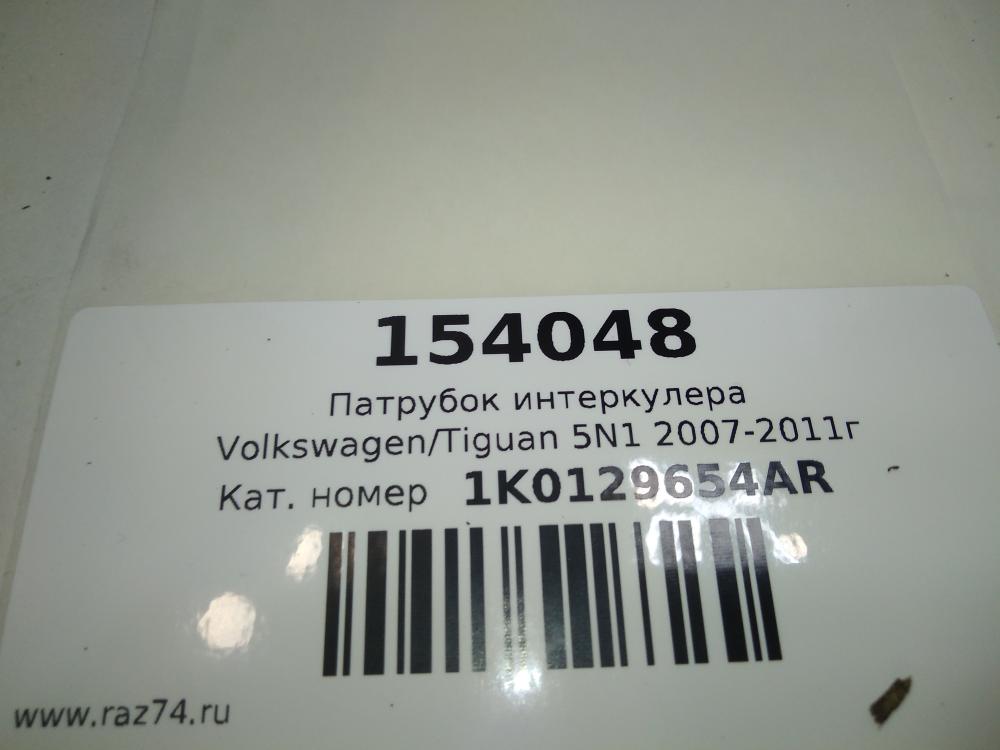 154048
Патрубок интеркулера
Volkswagen/Tiguan 5N1 2007-2011г
Кат. номер 1K0129654AR
www.raz74.ru